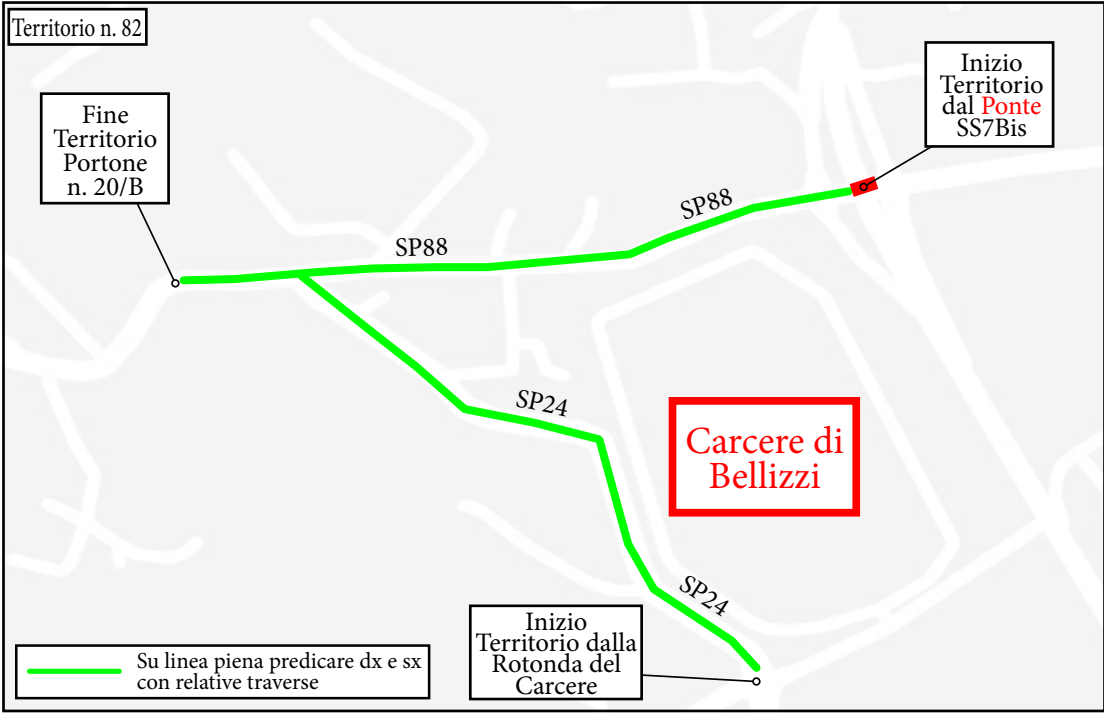 Territorio n. 82
Inizio
Territorio
dal Ponte
SS7Bis
Fine
Territorio
Portone
n. 20/B
SP88
SP88
SP24
Carcere di
Bellizzi
SP24
Inizio
Territorio dalla
Rotonda del
Carcere
Su linea piena predicare dx e sx
con relative traverse